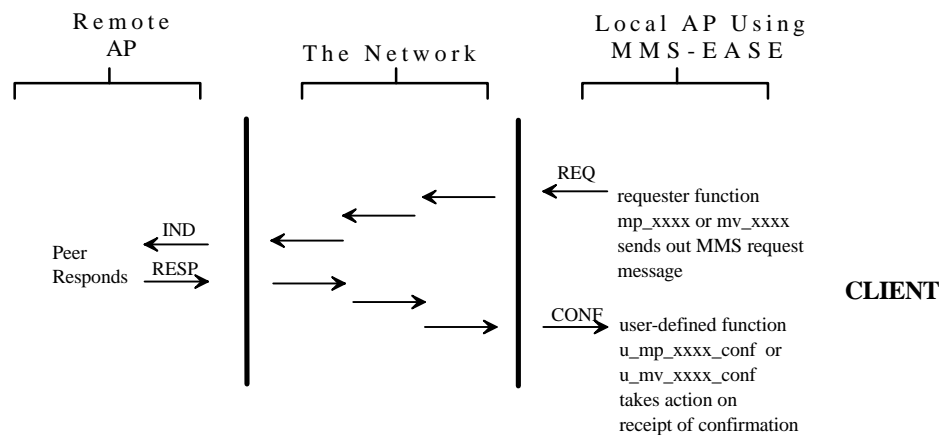 Remote
AP
The Network
Local AP Using
MMS-EASE
REQ
requester function
mp_xxxx or mv_xxxx
sends out MMS request
message
IND
Peer
Responds
RESP
CLIENT
CONF
user-defined function
u_mp_xxxx_conf or
u_mv_xxxx_conf
takes action on
receipt of confirmation